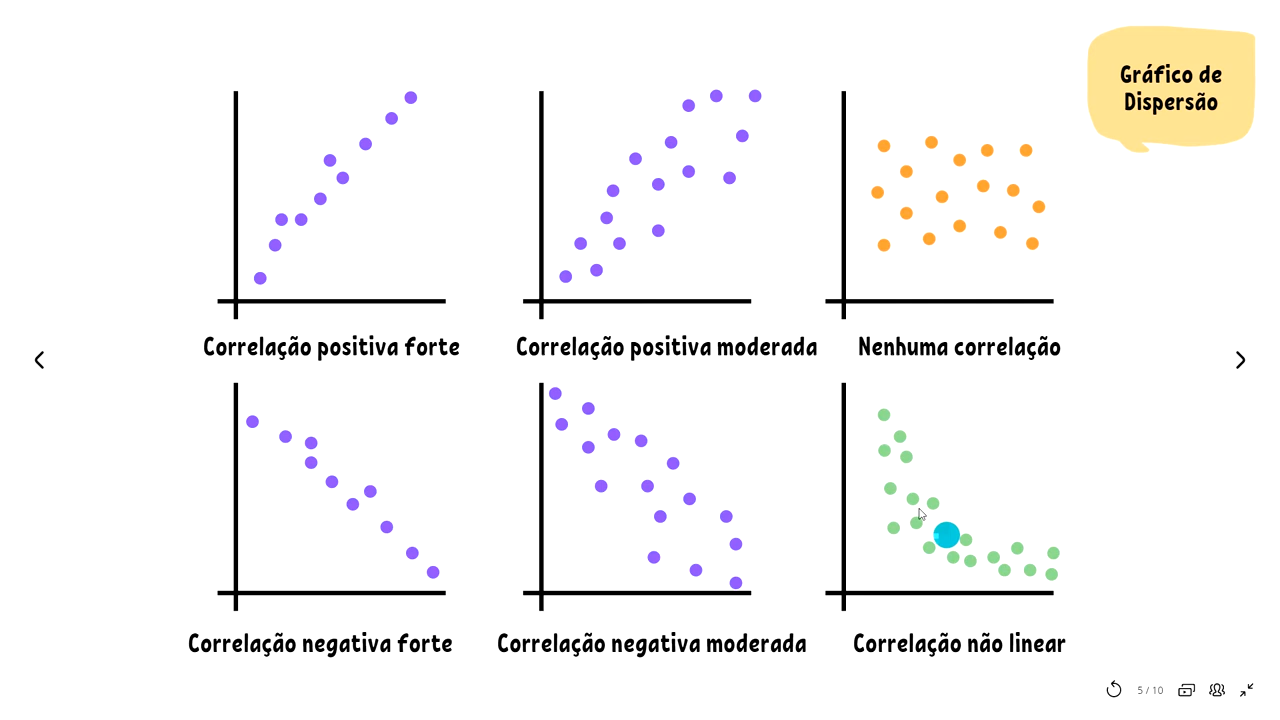 Gráfico de
Dispersão
Correlação positiva forte
Correlação positiva moderada
Nenhuma correlação
Correlação negativa forte
Correlação negativa moderada
Correlação não linear
5 / 10